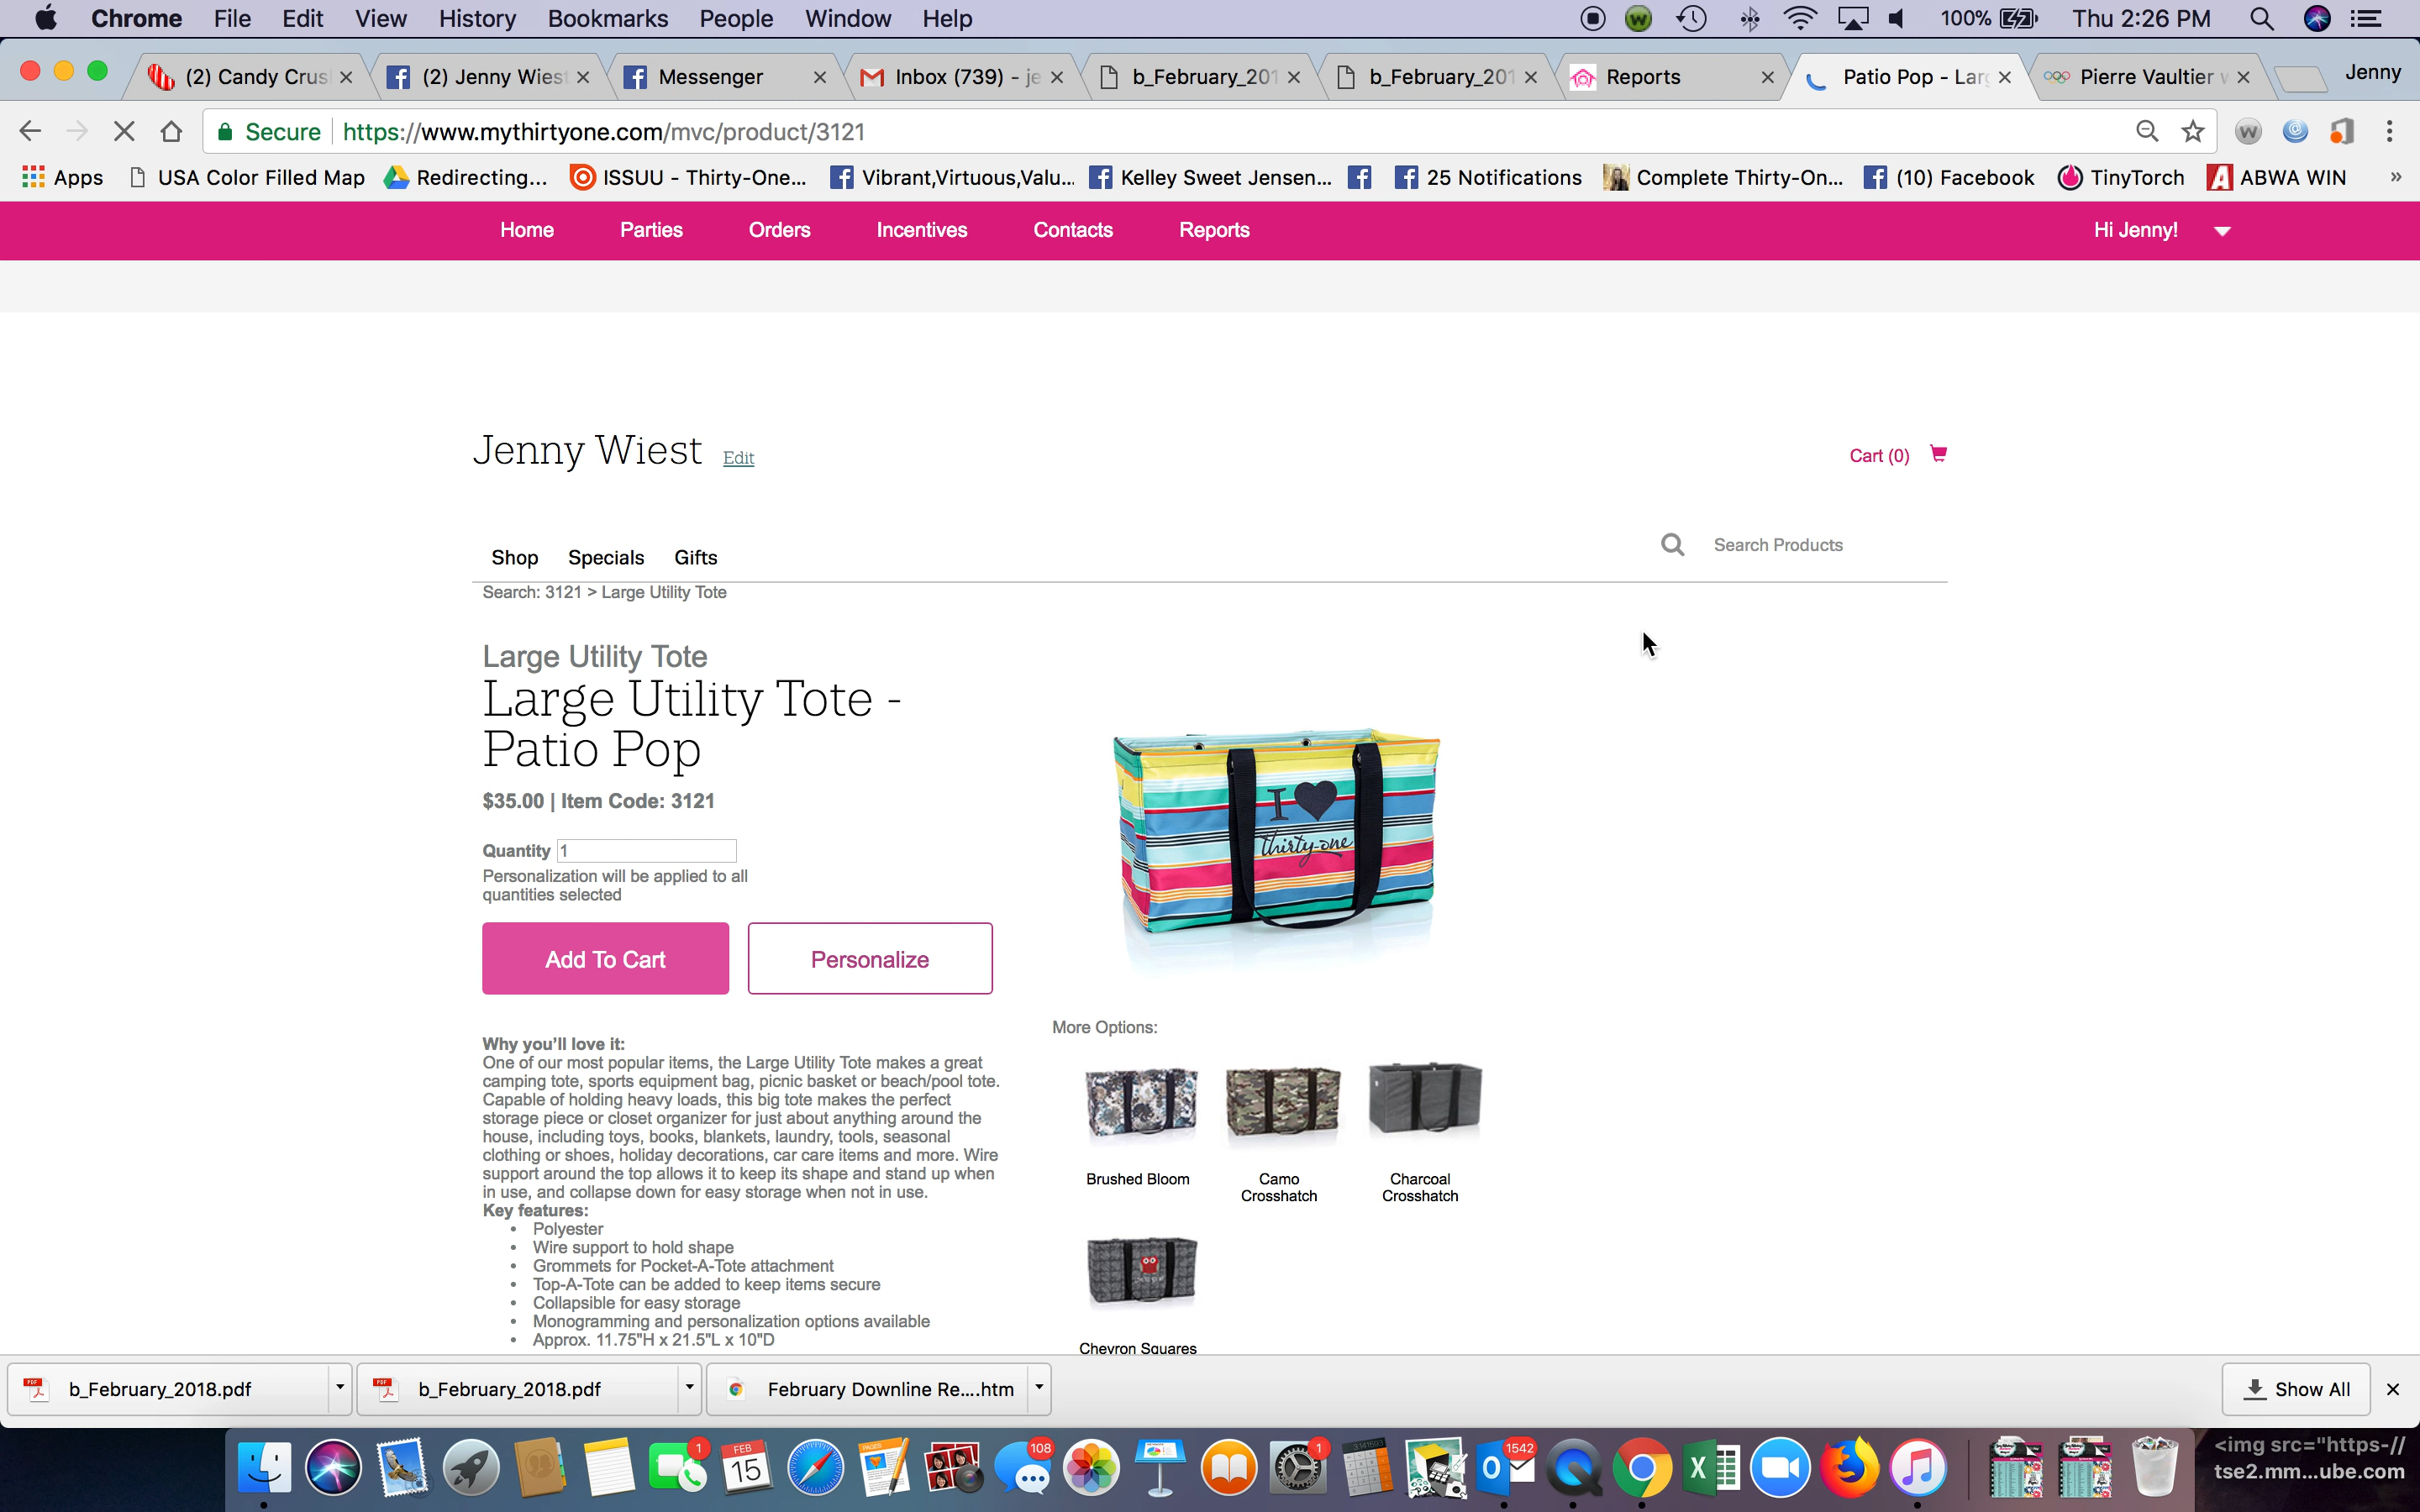 Chrome File Edit View History Bookmarks People Window Help 100% Thu 2:26 PM
(2) Candy Crus (2) Jenny Wiest Messenger Inbox (739) - je b_February_201 b_February_201 Reports Patio Pop - Larg Pierre Vaultier w Jenny
Secure https://www.mythirtyone.com/mvc/product/3121
Apps USA Color Filled Map Redirecting... ISSUU - Thirty-One... Vibrant,Virtuous,Valu... Kelley Sweet Jensen... 25 Notifications Complete Thirty-On... (10) Facebook TinyTorch ABWA WIN »
Home Parties Orders Incentives Contacts Reports Hi Jenny!
Jenny Wiest Edit Cart (0)
Shop Specials Gifts Search Products
Search: 3121 > Large Utility Tote
Large Utility Tote
Large Utility Tote -
Patio Pop
$35.00 | Item Code: 3121
Quantity 1
Personalization will be applied to all
quantities selected
Add To Cart Personalize
I
thirty-one
More Options:
Brushed Bloom
Camo
Crosshatch
Charcoal
Crosshatch
Chevron Squares
Why you'll love it:
One of our most popular items, the Large Utility Tote makes a great
camping tote, sports equipment bag, picnic basket or beach/pool tote.
Capable of holding heavy loads, this big tote makes the perfect
storage piece or closet organizer for just about anything around the
house, including toys, books, blankets, laundry, tools, seasonal
clothing or shoes, holiday decorations, car care items and more. Wire
support around the top allows it to keep its shape and stand up when
in use, and collapse down for easy storage when not in use.
Key features:
• Polyester
• Wire support to hold shape
• Grommets for Pocket-A-Tote attachment
• Top-A-Tote can be added to keep items secure
• Collapsible for easy storage
• Monogramming and personalization options available
• Approx. 11.75"H x 21.5"L x 10"D
b_February_2018.pdf b_February_2018.pdf February Downline Re....htm Show All
1 FEB 15 PAGES 108 1 1542
<img src="https-//
tse2.mm...ube.com